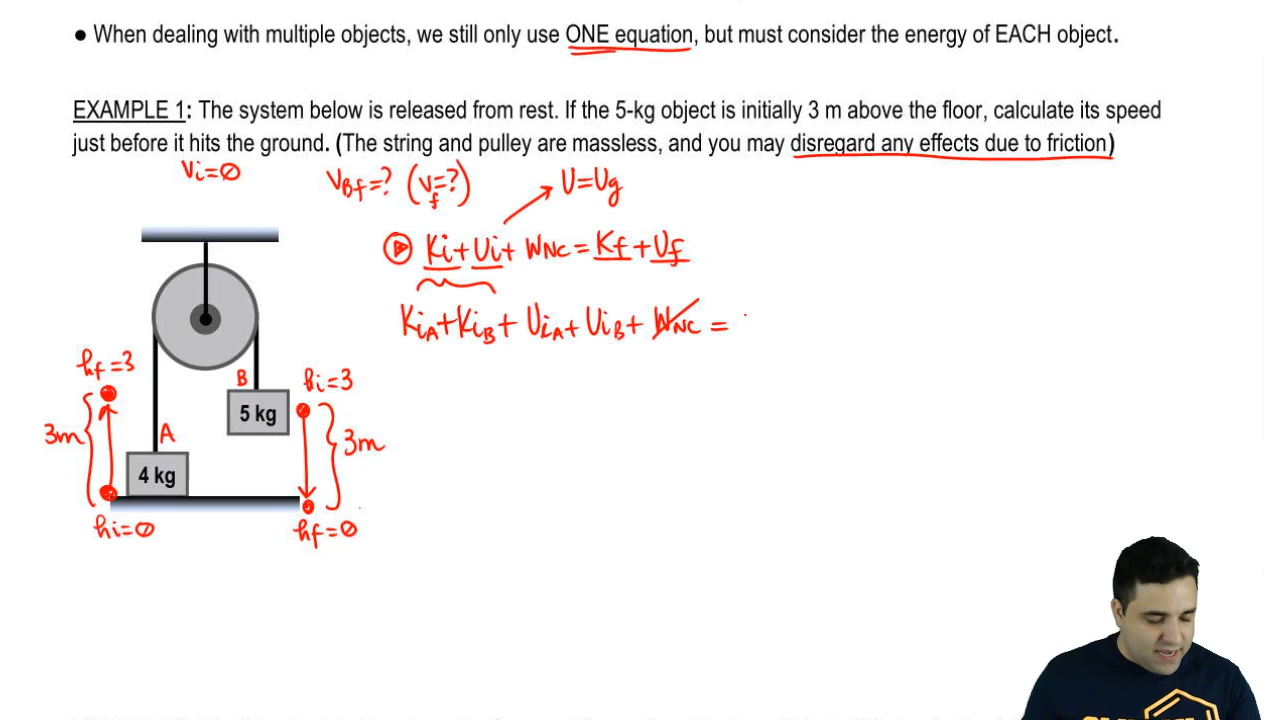 ● When dealing with multiple objects, we still only use ONE equation, but must consider the energy of EACH object.
EXAMPLE 1: The system below is released from rest. If the 5-kg object is initially 3 m above the floor, calculate its speed
just before it hits the ground. (The string and pulley are massless, and you may disregard any effects due to friction)
Vi=0
VBf=? (Vf=?)
U=Ug
Ki+Ui+WNC=Kf+Uf
KiA+KiB+UiA+UiB+WNC=
hf=3
B
hi=3
5 kg
3m
A
3m
4 kg
hi=0
hf=0